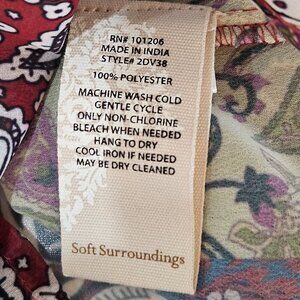 RN# 101206
MADE IN INDIA
STYLE# 2DV38
100% POLYESTER
MACHINE WASH COLD
GENTLE CYCLE
ONLY NON-CHLORINE
BLEACH WHEN NEEDED
HANG TO DRY
COOL IRON IF NEEDED
MAY BE DRY CLEANED
Soft Surroundings